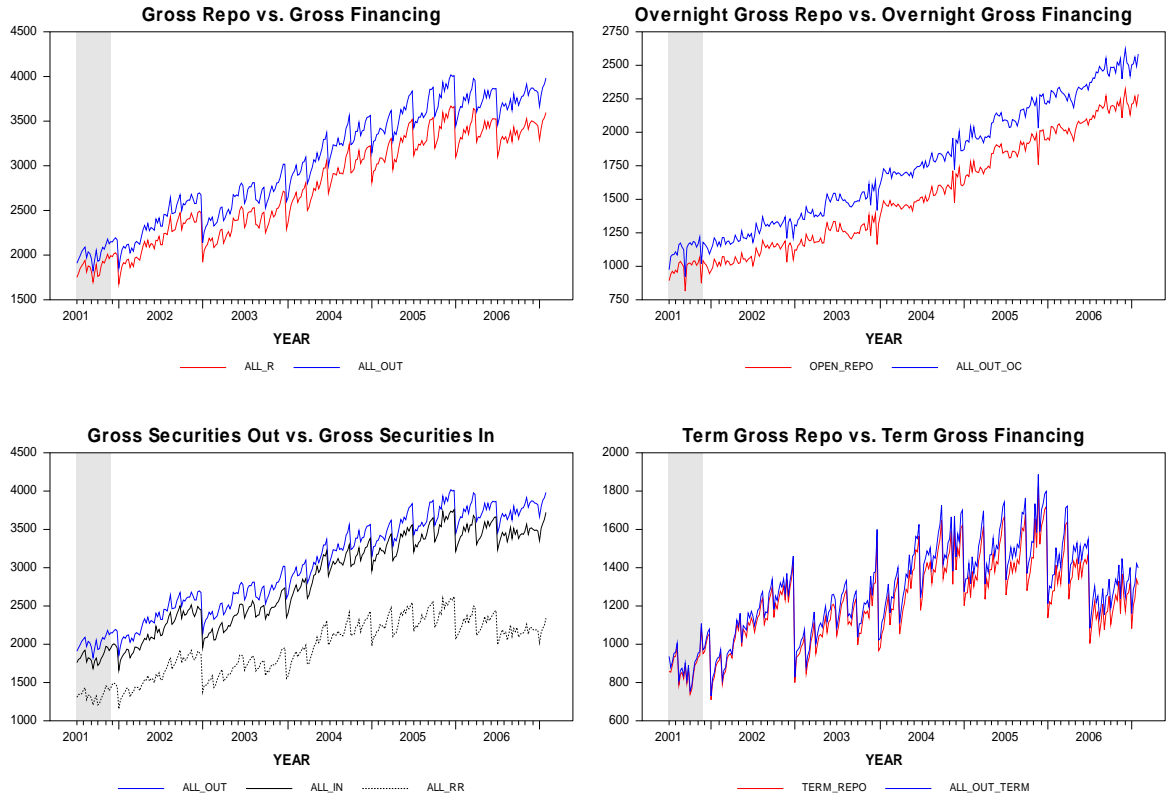 Gross Repo vs. Gross Financing
4500
4000
3500
3000
2500
2000
1500
2001 2002 2003 2004 2005 2006
YEAR
ALL_R ALL_OUT
Overnight Gross Repo vs. Overnight Gross Financing
2750
2500
2250
2000
1750
1500
1250
1000
750
2001 2002 2003 2004 2005 2006
YEAR
OPEN_REPO ALL_OUT_OC
Gross Securities Out vs. Gross Securities In
4500
4000
3500
3000
2500
2000
1500
1000
2001 2002 2003 2004 2005 2006
YEAR
ALL_OUT ALL_IN ALL_RR
Term Gross Repo vs. Term Gross Financing
2000
1800
1600
1400
1200
1000
800
600
2001 2002 2003 2004 2005 2006
YEAR
TERM_REPO ALL_OUT_TERM